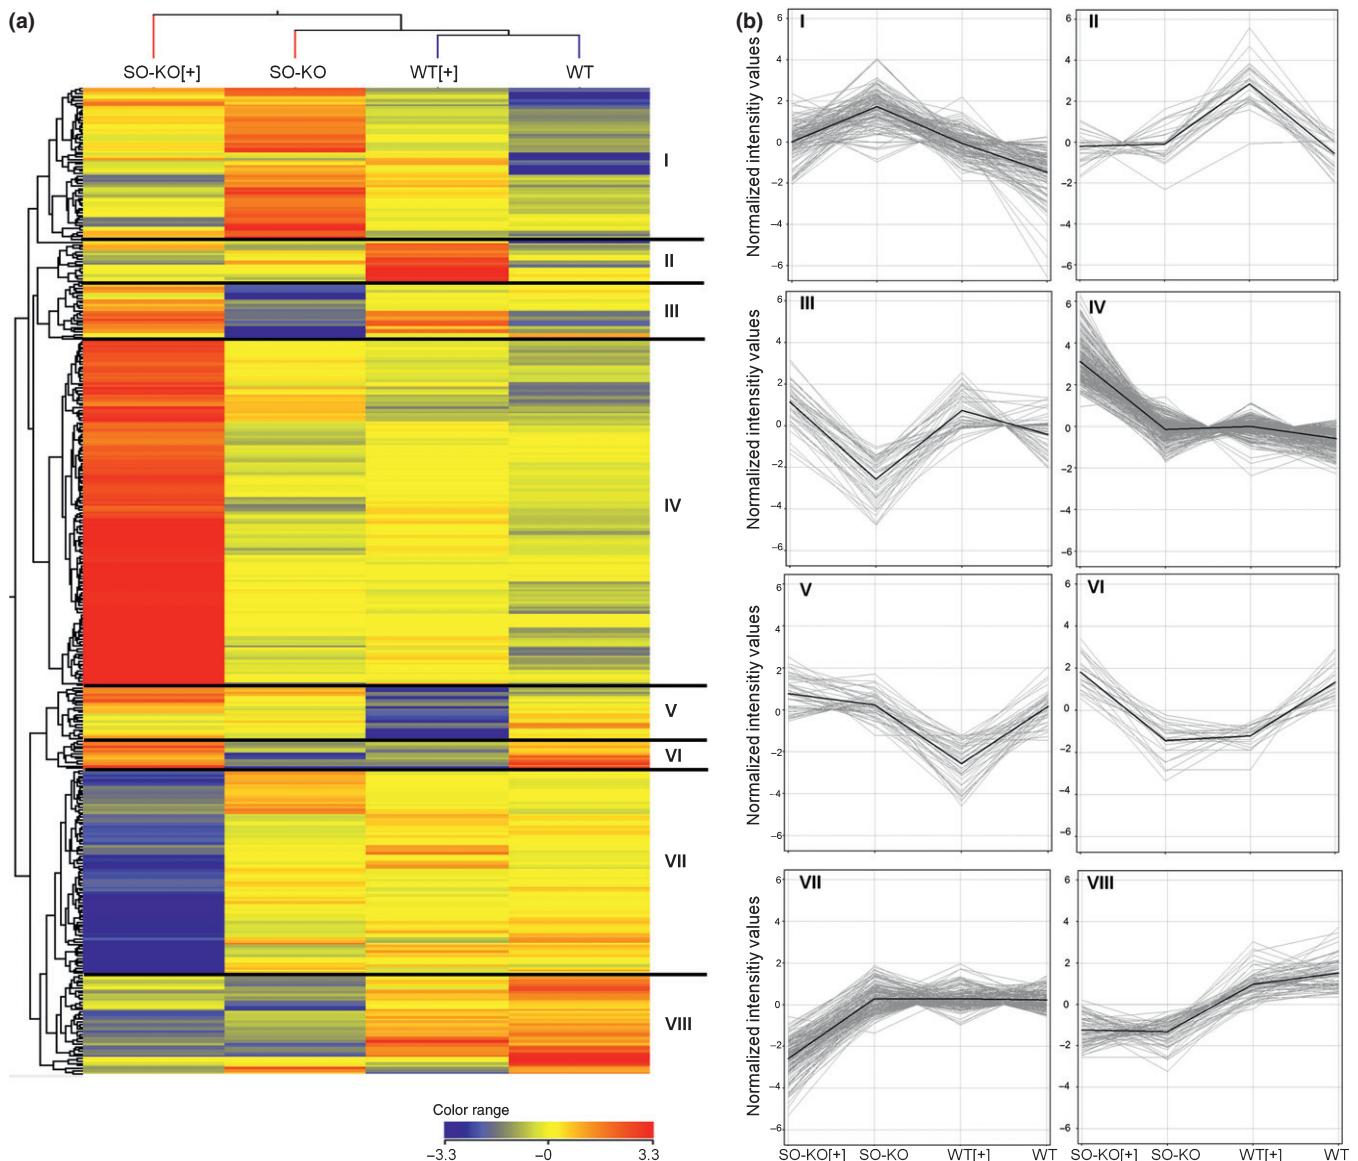 (a)
SO-KO[+] SO-KO WT[+] WT
I
II
III
IV
V
VI
VII
VIII
Color range
−3.3 −0 3.3
(b)
Normalized intensitiy values
I
6
4
2
0
−2
−4
−6
II
6
4
2
0
−2
−4
−6
Normalized intensitiy values
III
6
4
2
0
−2
−4
−6
IV
6
4
2
0
−2
−4
−6
Normalized intensitiy values
V
6
4
2
0
−2
−4
−6
VI
6
4
2
0
−2
−4
−6
Normalized intensitiy values
VII
6
4
2
0
−2
−4
−6
SO-KO[+] SO-KO WT[+] WT
VIII
6
4
2
0
−2
−4
−6
SO-KO[+] SO-KO WT[+] WT